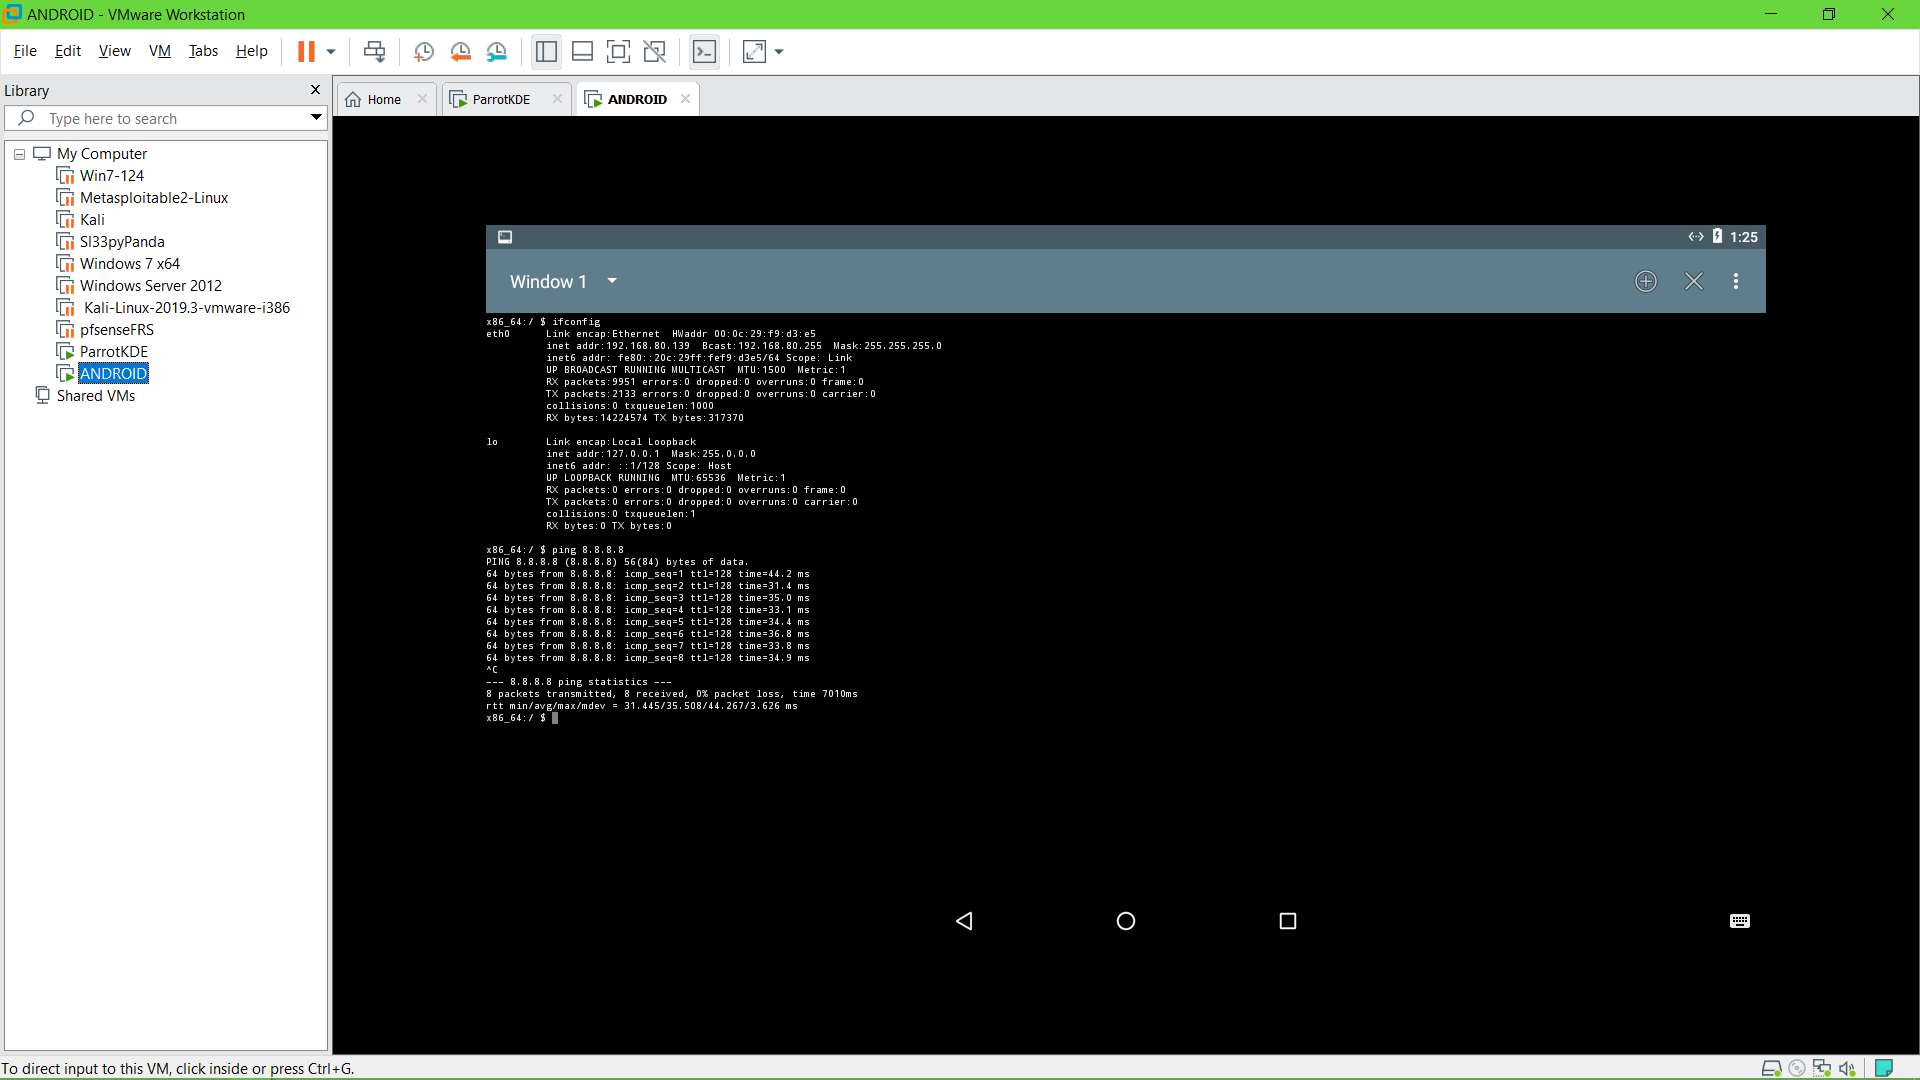 ANDROID - VMware Workstation
File Edit View VM Tabs Help
Library
Type here to search
My Computer
Win7-124
Metasploitable2-Linux
Kali
Sl33pyPanda
Windows 7 x64
Windows Server 2012
Kali-Linux-2019.3-vmware-i386
pfsenseFRS
ParrotKDE
ANDROID
Shared VMs
Home ParrotKDE ANDROID
1:25
Window 1
x86_64:/ $ ifconfig
eth0 Link encap:Ethernet HWaddr 00:0c:29:f9:d3:e5
inet addr:192.168.80.139 Bcast:192.168.80.255 Mask:255.255.255.0
inet6 addr: fe80::20c:29ff:fef9:d3e5/64 Scope: Link
UP BROADCAST RUNNING MULTICAST MTU:1500 Metric:1
RX packets:9951 errors:0 dropped:0 overruns:0 frame:0
TX packets:2133 errors:0 dropped:0 overruns:0 carrier:0
collisions:0 txqueuelen:1000
RX bytes:14224574 TX bytes:317370
lo Link encap:Local Loopback
inet addr:127.0.0.1 Mask:255.0.0.0
inet6 addr: ::1/128 Scope: Host
UP LOOPBACK RUNNING MTU:65536 Metric:1
RX packets:0 errors:0 dropped:0 overruns:0 frame:0
TX packets:0 errors:0 dropped:0 overruns:0 carrier:0
collisions:0 txqueuelen:1
RX bytes:0 TX bytes:0
x86_64:/ $ ping 8.8.8.8
PING 8.8.8.8 (8.8.8.8) 56(84) bytes of data.
64 bytes from 8.8.8.8: icmp_seq=1 ttl=128 time=44.2 ms
64 bytes from 8.8.8.8: icmp_seq=2 ttl=128 time=31.4 ms
64 bytes from 8.8.8.8: icmp_seq=3 ttl=128 time=35.0 ms
64 bytes from 8.8.8.8: icmp_seq=4 ttl=128 time=33.1 ms
64 bytes from 8.8.8.8: icmp_seq=5 ttl=128 time=34.4 ms
64 bytes from 8.8.8.8: icmp_seq=6 ttl=128 time=36.8 ms
64 bytes from 8.8.8.8: icmp_seq=7 ttl=128 time=33.8 ms
64 bytes from 8.8.8.8: icmp_seq=8 ttl=128 time=34.9 ms
^C
--- 8.8.8.8 ping statistics ---
8 packets transmitted, 8 received, 0% packet loss, time 7010ms
rtt min/avg/max/mdev = 31.445/35.508/44.267/3.626 ms
x86_64:/ $
To direct input to this VM, click inside or press Ctrl+G.